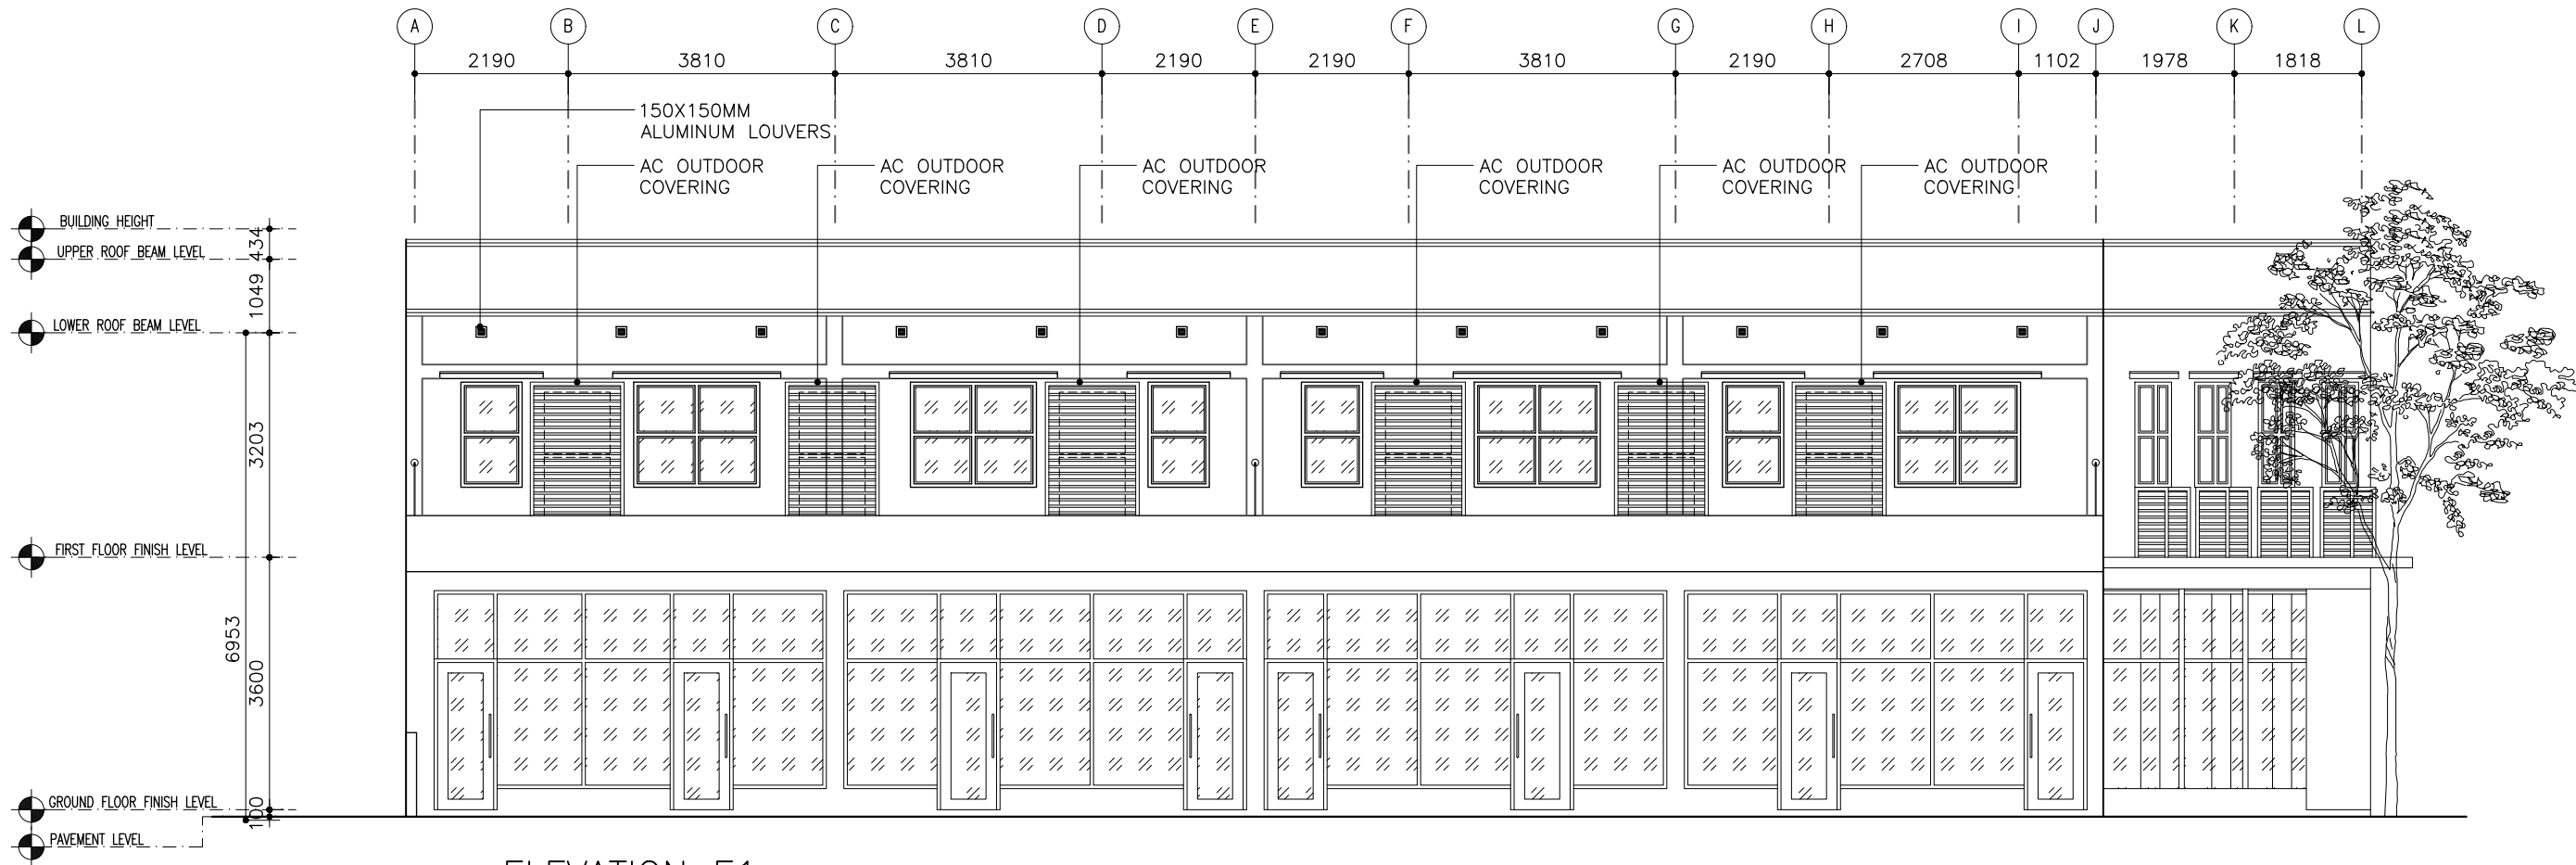 A B C D E F G H I J K L
2190 3810 3810 2190 2190 3810 2190 2708 1102 1978 1818
150X150MM
ALUMINUM LOUVERS
AC OUTDOOR
COVERING
AC OUTDOOR
COVERING
AC OUTDOOR
COVERING
AC OUTDOOR
COVERING
AC OUTDOOR
COVERING
AC OUTDOOR
COVERING
BUILDING HEIGHT
434
UPPER ROOF BEAM LEVEL
1049
LOWER ROOF BEAM LEVEL
3203
FIRST FLOOR FINISH LEVEL
6953
3600
GROUND FLOOR FINISH LEVEL
100
PAVEMENT LEVEL
ELEVATION E1